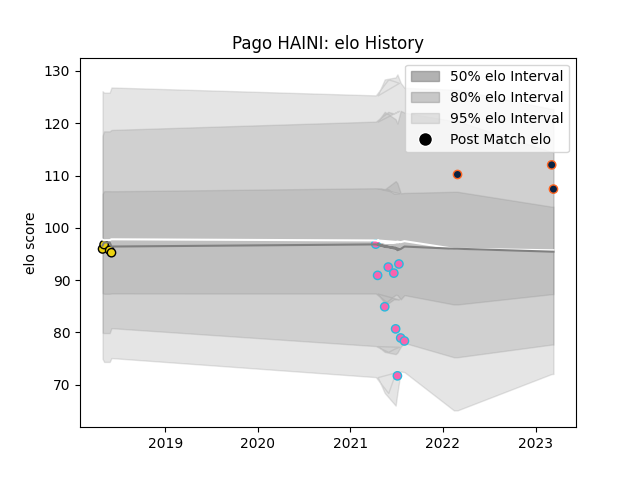 Pago HAINI: elo History
50% elo Interval
80% elo Interval
95% elo Interval
Post Match elo
elo score
130
120
110
100
90
80
70
2019
2020
2021
2022
2023